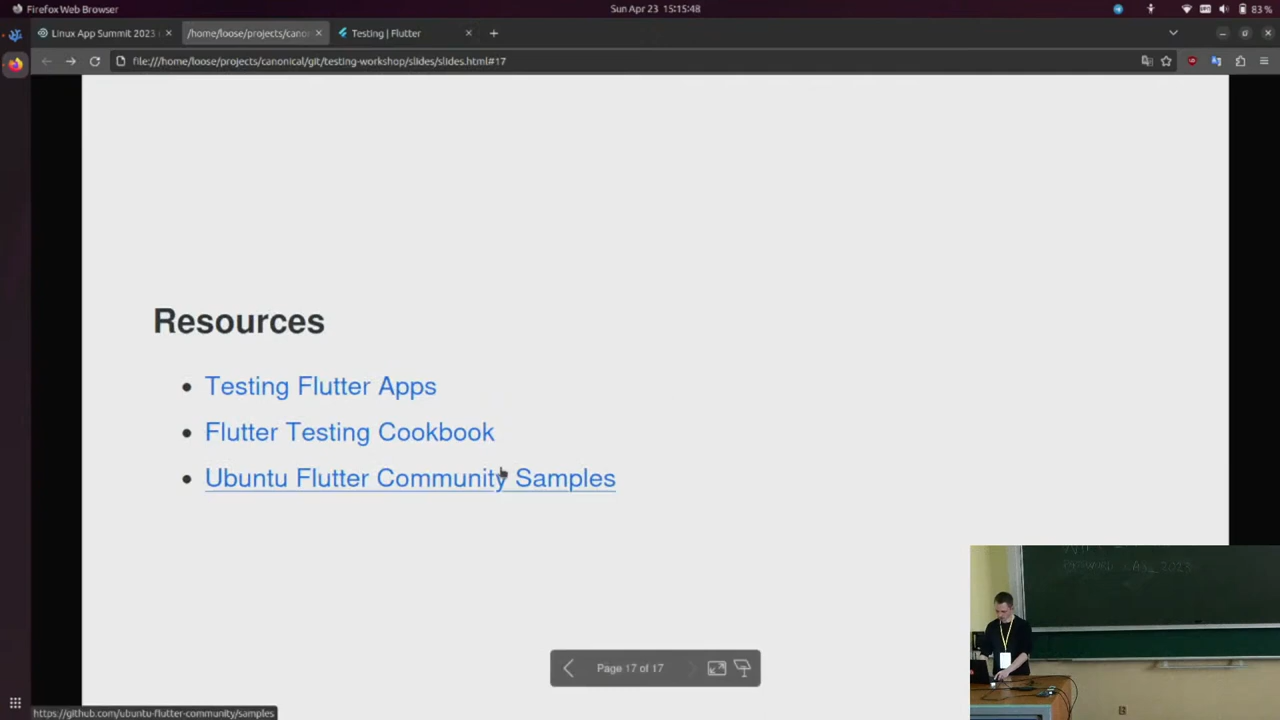 Firefox Web Browser
Sun Apr 23 15:15:48
83 %
Linux App Summit 2023
/home/loose/projects/cano
Testing | Flutter
file:///home/loose/projects/canonical/git/testing-workshop/slides/slides.html#17
Resources
Testing Flutter Apps
Flutter Testing Cookbook
Ubuntu Flutter Community Samples
2023
Page 17 of 17
https://github.com/ubuntu-flutter-community/samples